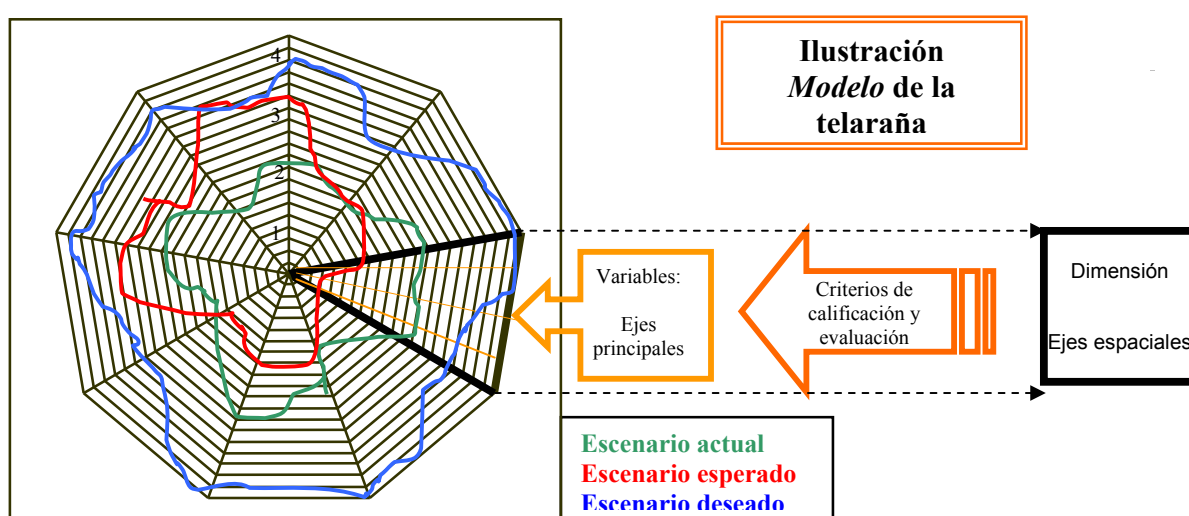 Ilustración
Modelo de la
telaraña
4
3
2
1
Variables:
Ejes
principales
Criterios de
calificación y
evaluación
Dimensión
Ejes espaciales
Escenario actual
Escenario esperado
Escenario deseado